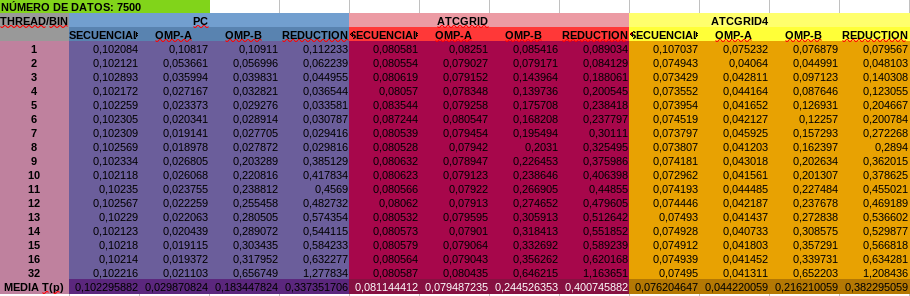 NÚMERO DE DATOS: 7500
THREAD/BIN PC ATCGRID ATCGRID4
SECUENCIAL OMP-A OMP-B REDUCTION SECUENCIAL OMP-A OMP-B REDUCTION SECUENCIAL OMP-A OMP-B REDUCTION
1 0,102084 0,10817 0,10911 0,112233 0,080581 0,08251 0,085416 0,089034 0,107037 0,075232 0,076879 0,079567
2 0,102121 0,053661 0,056996 0,062239 0,080554 0,079027 0,079171 0,084129 0,074943 0,04064 0,044991 0,048103
3 0,102893 0,035994 0,039831 0,044955 0,080619 0,079152 0,143964 0,188061 0,073429 0,042811 0,097123 0,140308
4 0,102172 0,027167 0,032821 0,036544 0,08057 0,078348 0,139736 0,200545 0,073552 0,044164 0,087646 0,123055
5 0,102259 0,023373 0,029276 0,033581 0,083544 0,079258 0,175708 0,238418 0,073954 0,041652 0,126931 0,204667
6 0,102305 0,020341 0,028914 0,030787 0,087244 0,080547 0,168208 0,237797 0,074519 0,042127 0,12257 0,200784
7 0,102309 0,019141 0,027705 0,029416 0,080539 0,079454 0,195494 0,30111 0,073797 0,045925 0,157293 0,272268
8 0,102569 0,018978 0,027872 0,029816 0,080528 0,07942 0,2031 0,325495 0,073807 0,041203 0,162397 0,2894
9 0,102334 0,026805 0,203289 0,385129 0,080632 0,078947 0,226453 0,375986 0,074181 0,043018 0,202634 0,362015
10 0,102118 0,026068 0,220816 0,417834 0,080626 0,079123 0,238646 0,406398 0,072962 0,041561 0,201307 0,378625
11 0,10235 0,023755 0,238812 0,4569 0,080566 0,07922 0,266905 0,44855 0,074193 0,044485 0,227484 0,455021
12 0,102567 0,022259 0,255458 0,482732 0,08062 0,07913 0,274652 0,479605 0,074446 0,042187 0,237678 0,469189
13 0,10229 0,022063 0,280505 0,574354 0,080532 0,079595 0,305913 0,512642 0,07493 0,041437 0,272838 0,536602
14 0,102123 0,020439 0,289072 0,544115 0,080573 0,07991 0,318413 0,551852 0,074928 0,040733 0,308575 0,529877
15 0,10218 0,019115 0,303435 0,584233 0,080579 0,079064 0,332692 0,589239 0,074912 0,041803 0,357291 0,566818
16 0,10214 0,019372 0,317952 0,632277 0,080564 0,079043 0,356262 0,620168 0,074959 0,041452 0,339731 0,634281
32 0,102216 0,021103 0,656749 1,277834 0,080587 0,080435 0,646215 1,163651 0,07495 0,041311 0,652203 1,208436
MEDIA T(p) 0,102295882 0,029870824 0,183447824 0,337351706 0,081144412 0,079487235 0,244526353 0,400745882 0,076204647 0,044220059 0,216210059 0,382295059